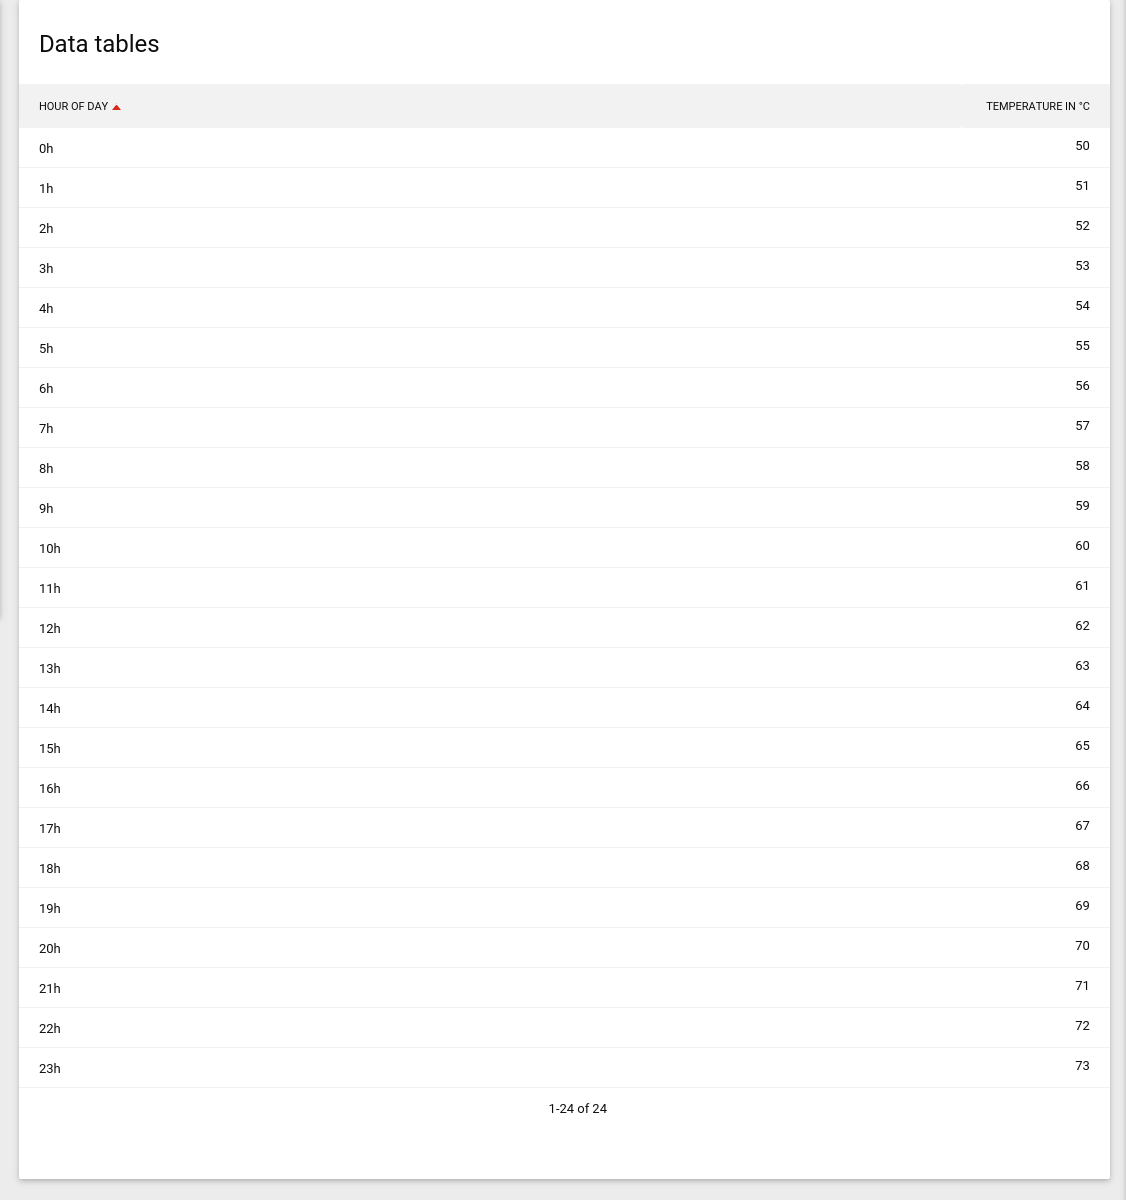 Data tables
HOUR OF DAY TEMPERATURE IN °C
0h 50
1h 51
2h 52
3h 53
4h 54
5h 55
6h 56
7h 57
8h 58
9h 59
10h 60
11h 61
12h 62
13h 63
14h 64
15h 65
16h 66
17h 67
18h 68
19h 69
20h 70
21h 71
22h 72
23h 73
1-24 of 24